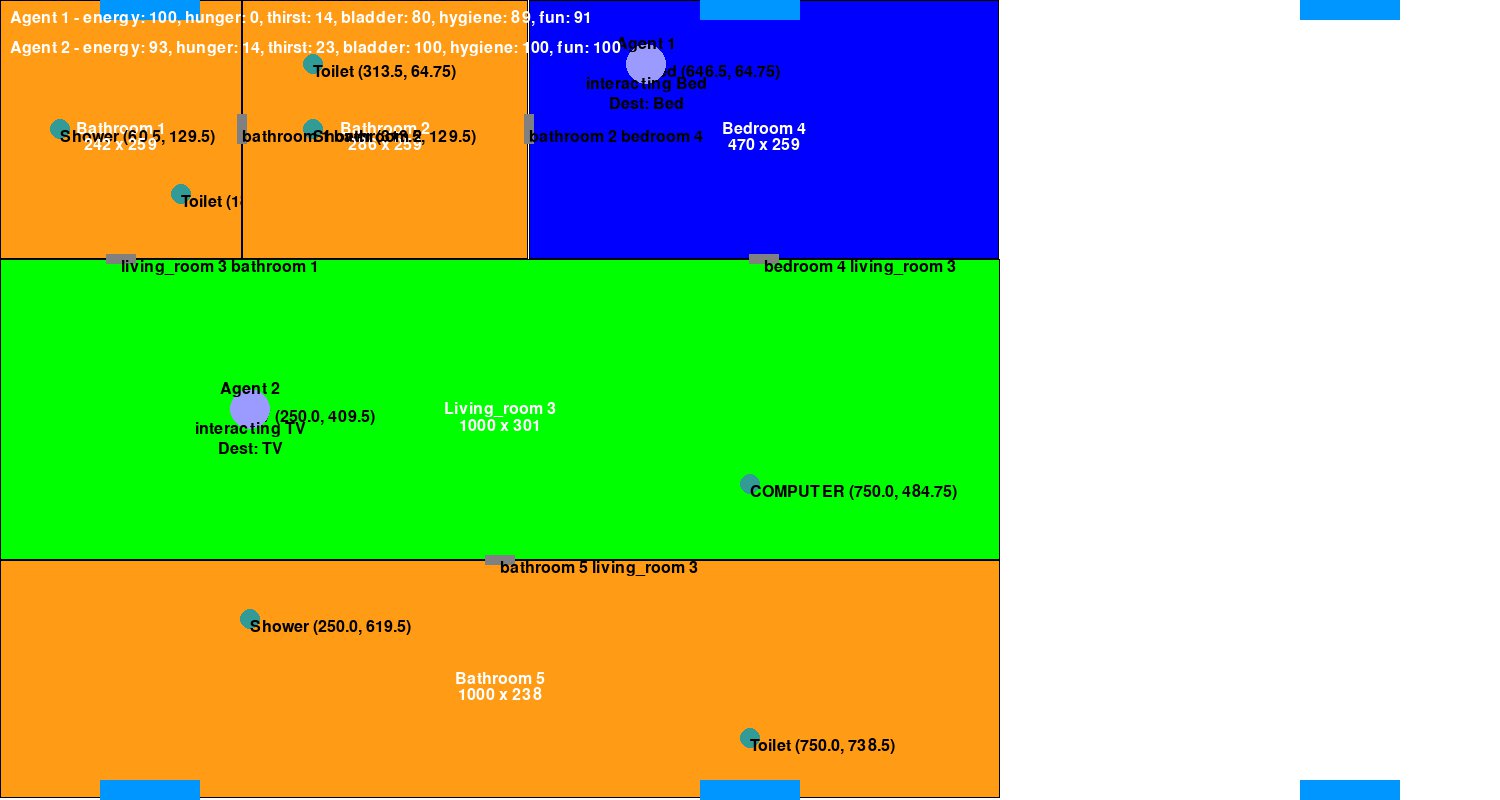 Agent 1 - energy: 100, hunger: 0, thirst: 14, bladder: 80, hygiene: 89, fun: 91
Agent 2 - energy: 93, hunger: 14, thirst: 23, bladder: 100, hygiene: 100, fun: 100
Agent 1
Toilet (313.5, 64.75)
(646.5, 64.75)
interacting Bed
Dest: Bed
Bathroom 1
242 x 259
Shower (60.5, 129.5)
bathroom 1 bathroom 2
Bathroom 2
286 x 259
Shower (313.5, 129.5)
bathroom 2 bedroom 4
Bedroom 4
470 x 259
Toilet
living_room 3 bathroom 1
bedroom 4 living_room 3
Agent 2
(250.0, 409.5)
interacting TV
Dest: TV
Living_room 3
1000 x 301
COMPUTER (750.0, 484.75)
bathroom 5 living_room 3
Shower (250.0, 619.5)
Bathroom 5
1000 x 238
Toilet (750.0, 738.5)